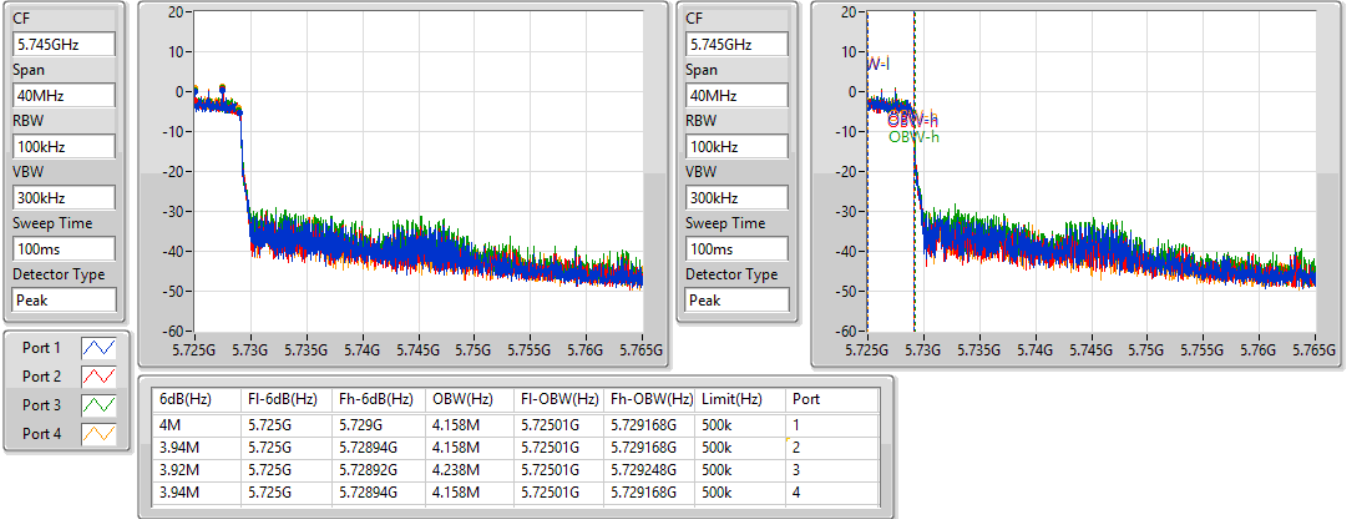 CF
5.745GHz
Span
40MHz
RBW
100kHz
VBW
300kHz
Sweep Time
100ms
Detector Type
Peak
20
10
0
-10
-20
-30
-40
-50
-60
5.725G 5.73G 5.735G 5.74G 5.745G 5.75G 5.755G 5.76G 5.765G
CF
5.745GHz
Span
40MHz
RBW
100kHz
VBW
300kHz
Sweep Time
100ms
Detector Type
Peak
20
10
0
-10
-20
-30
-40
-50
-60
W-l
OBW-h
OBW-h
5.725G 5.73G 5.735G 5.74G 5.745G 5.75G 5.755G 5.76G 5.765G
Port 1
Port 2
Port 3
Port 4
6dB(Hz) Fl-6dB(Hz) Fh-6dB(Hz) OBW(Hz) Fl-OBW(Hz) Fh-OBW(Hz) Limit(Hz) Port
4M 5.725G 5.729G 4.158M 5.72501G 5.729168G 500k 1
3.94M 5.725G 5.72894G 4.158M 5.72501G 5.729168G 500k 2
3.92M 5.725G 5.72892G 4.238M 5.72501G 5.729248G 500k 3
3.94M 5.725G 5.72894G 4.158M 5.72501G 5.729168G 500k 4